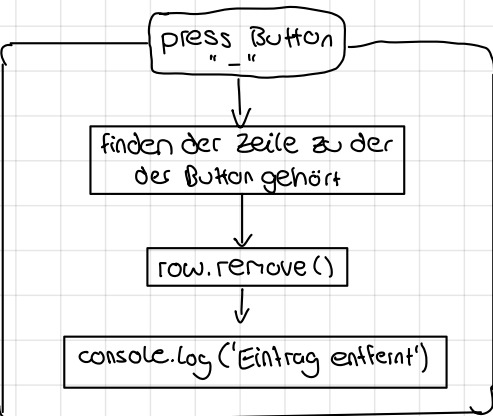 press Button
"_"
finden der Zeile zu der
der Button gehört
row.remove()
console.log('Eintrag entfernt')